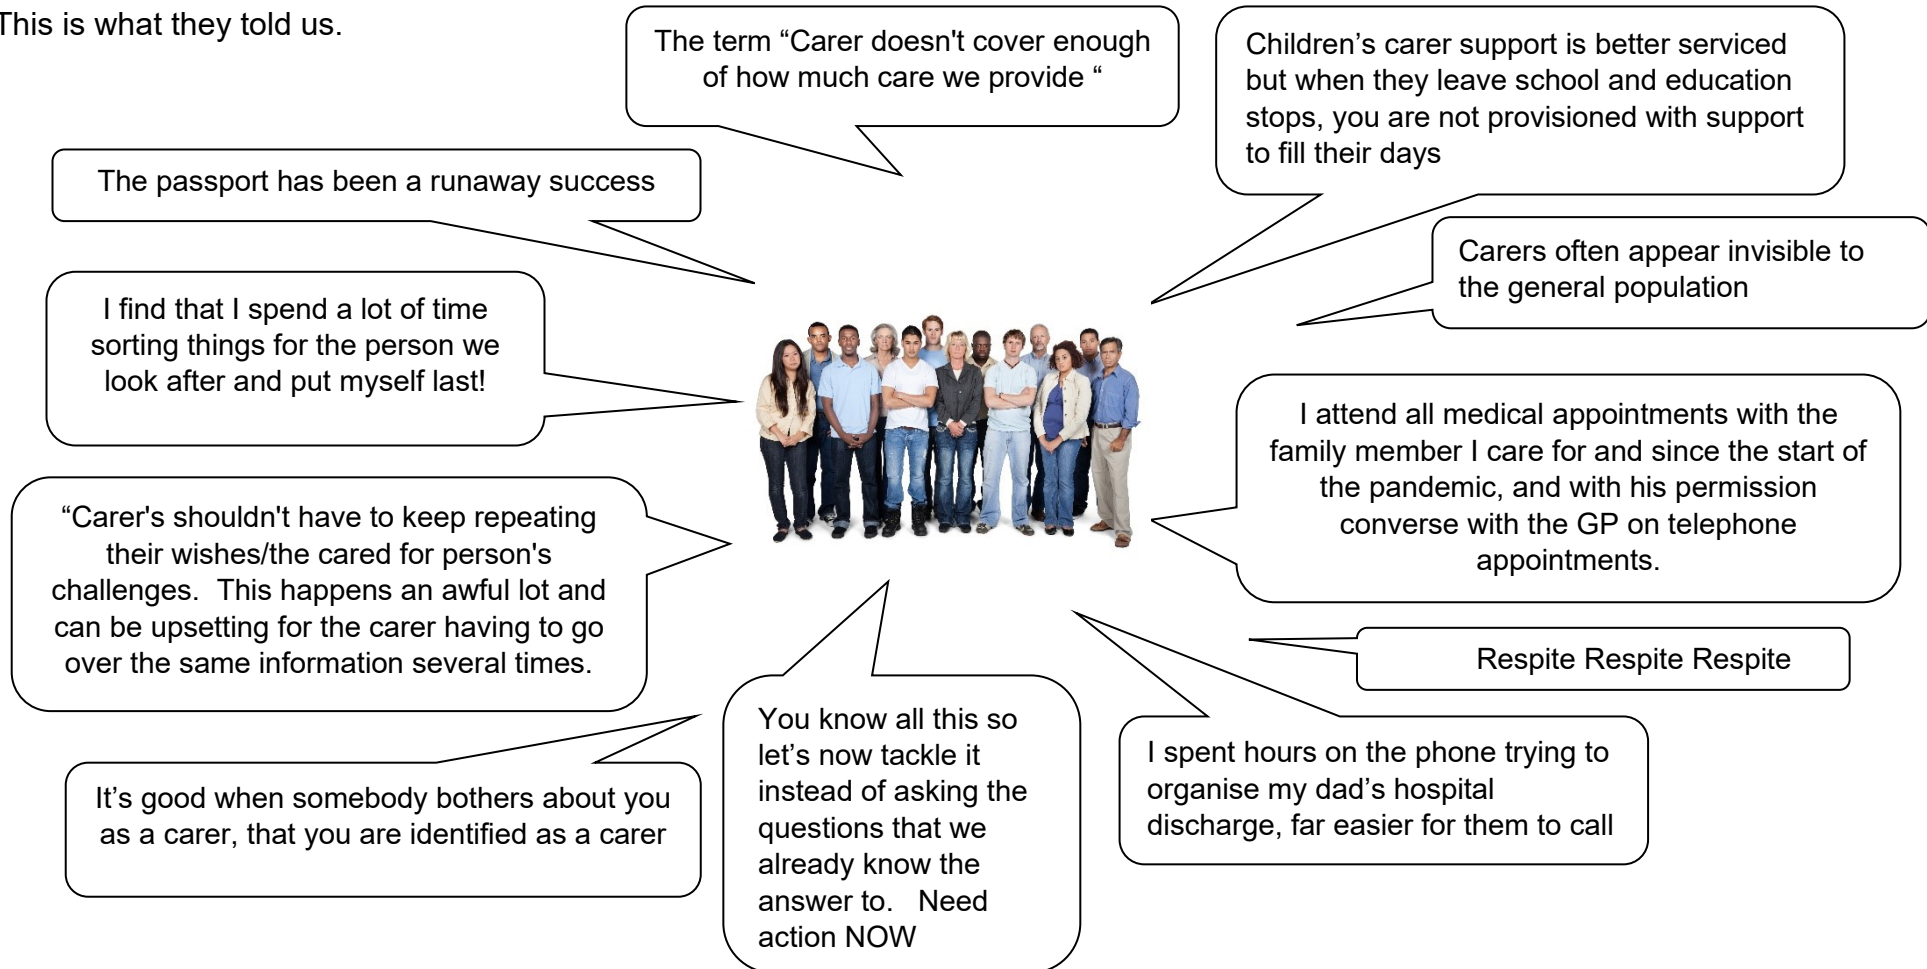 This is what they told us.
The term “Carer doesn't cover enough
of how much care we provide “
Children’s carer support is better serviced
but when they leave school and education
stops, you are not provisioned with support
to fill their days
The passport has been a runaway success
Carers often appear invisible to
the general population
I find that I spend a lot of time
sorting things for the person we
look after and put myself last!
I attend all medical appointments with the
family member I care for and since the start of
the pandemic, and with his permission
converse with the GP on telephone
appointments.
“Carer's shouldn't have to keep repeating
their wishes/the cared for person's
challenges.  This happens an awful lot and
can be upsetting for the carer having to go
over the same information several times.
Respite Respite Respite
You know all this so
let’s now tackle it
instead of asking the
questions that we
already know the
answer to.   Need
action NOW
I spent hours on the phone trying to
organise my dad’s hospital
discharge, far easier for them to call
It’s good when somebody bothers about you
as a carer, that you are identified as a carer